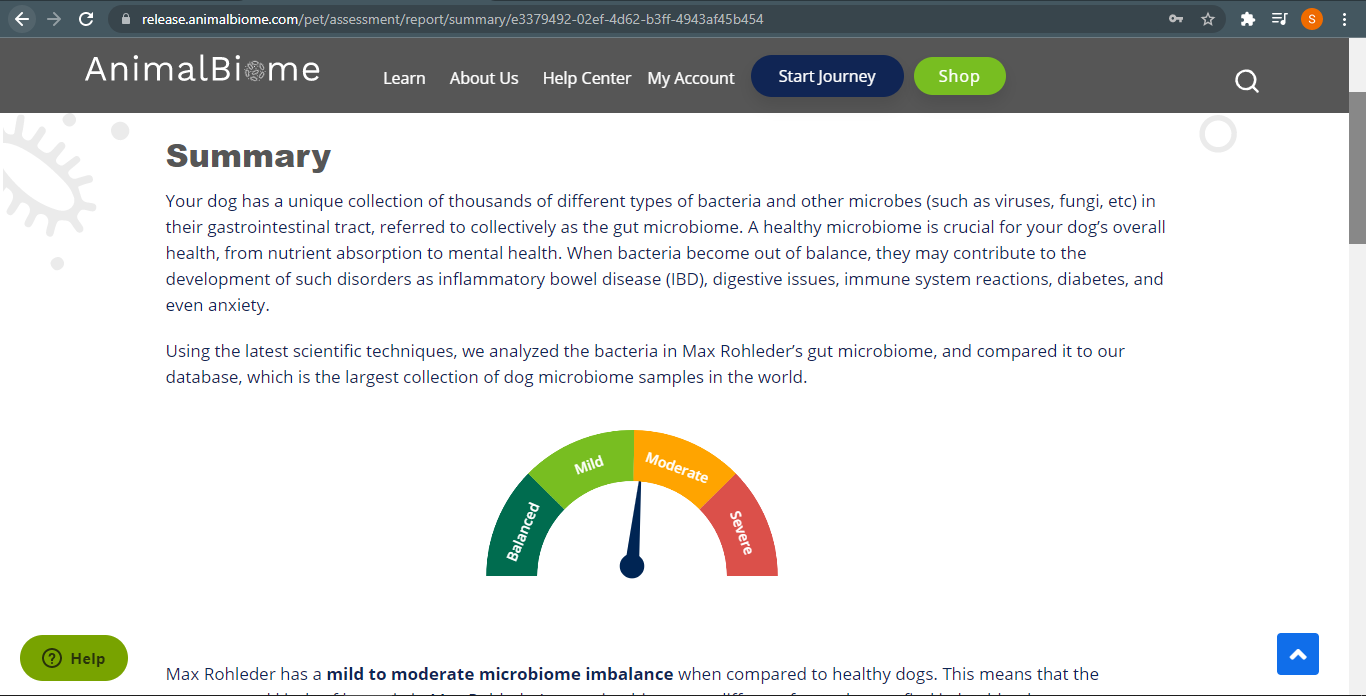 release.animalbiome.com/pet/assessment/report/summary/e3379492-02ef-4d62-b3ff-4943af45b454
S
AnimalBiome
Learn About Us Help Center My Account Start Journey Shop
Summary
Your dog has a unique collection of thousands of different types of bacteria and other microbes (such as viruses, fungi, etc) in
their gastrointestinal tract, referred to collectively as the gut microbiome. A healthy microbiome is crucial for your dog's overall
health, from nutrient absorption to mental health. When bacteria become out of balance, they may contribute to the
development of such disorders as inflammatory bowel disease (IBD), digestive issues, immune system reactions, diabetes, and
even anxiety.
Using the latest scientific techniques, we analyzed the bacteria in Max Rohleder's gut microbiome, and compared it to our
database, which is the largest collection of dog microbiome samples in the world.
Balanced
Mild
Moderate
Severe
Help
Max Rohleder has a mild to moderate microbiome imbalance when compared to healthy dogs. This means that the